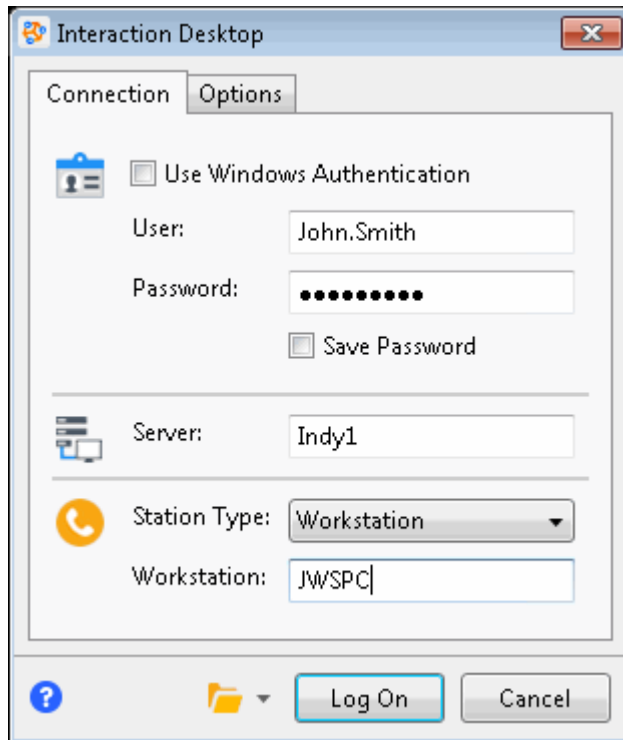 Interaction Desktop
Connection Options
Use Windows Authentication
User: John.Smith
Password: •••••••••
Save Password
Server: Indy1
Station Type: Workstation
Workstation: JWSPC
? Log On Cancel